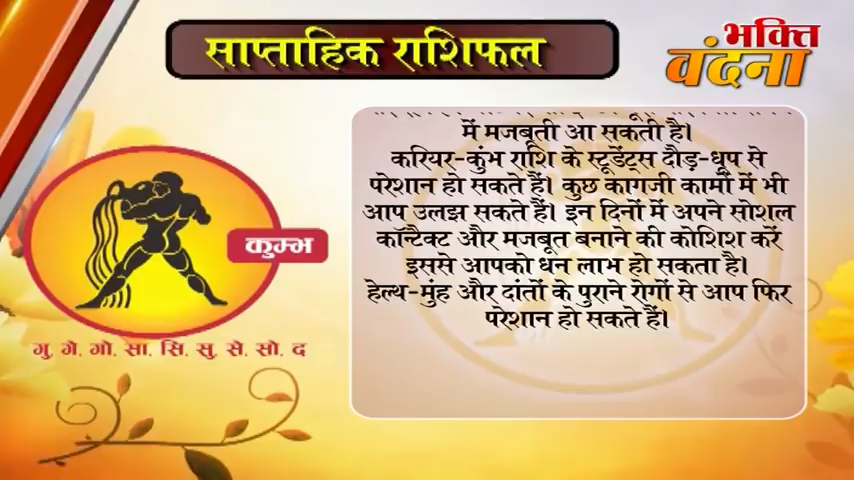 साप्ताहिक राशिफल
भक्ति
वंदना
में मजबूती आ सकती है।
करियर-कुंभ राशि के स्टूडेंट्स दौड़-धूप से
परेशान हो सकते हैं। कुछ कागजी कामों में भी
आप उलझ सकते हैं। इन दिनों में अपने सोशल
कॉन्टैक्ट और मजबूत बनाने की कोशिश करें
इससे आपको धन लाभ हो सकता है।
हेल्थ-मुंह और दांतों के पुराने रोगों से आप फिर
परेशान हो सकते हैं।
कुम्भ
गु, गे, गो, सा, सि, सु, से, सो, द